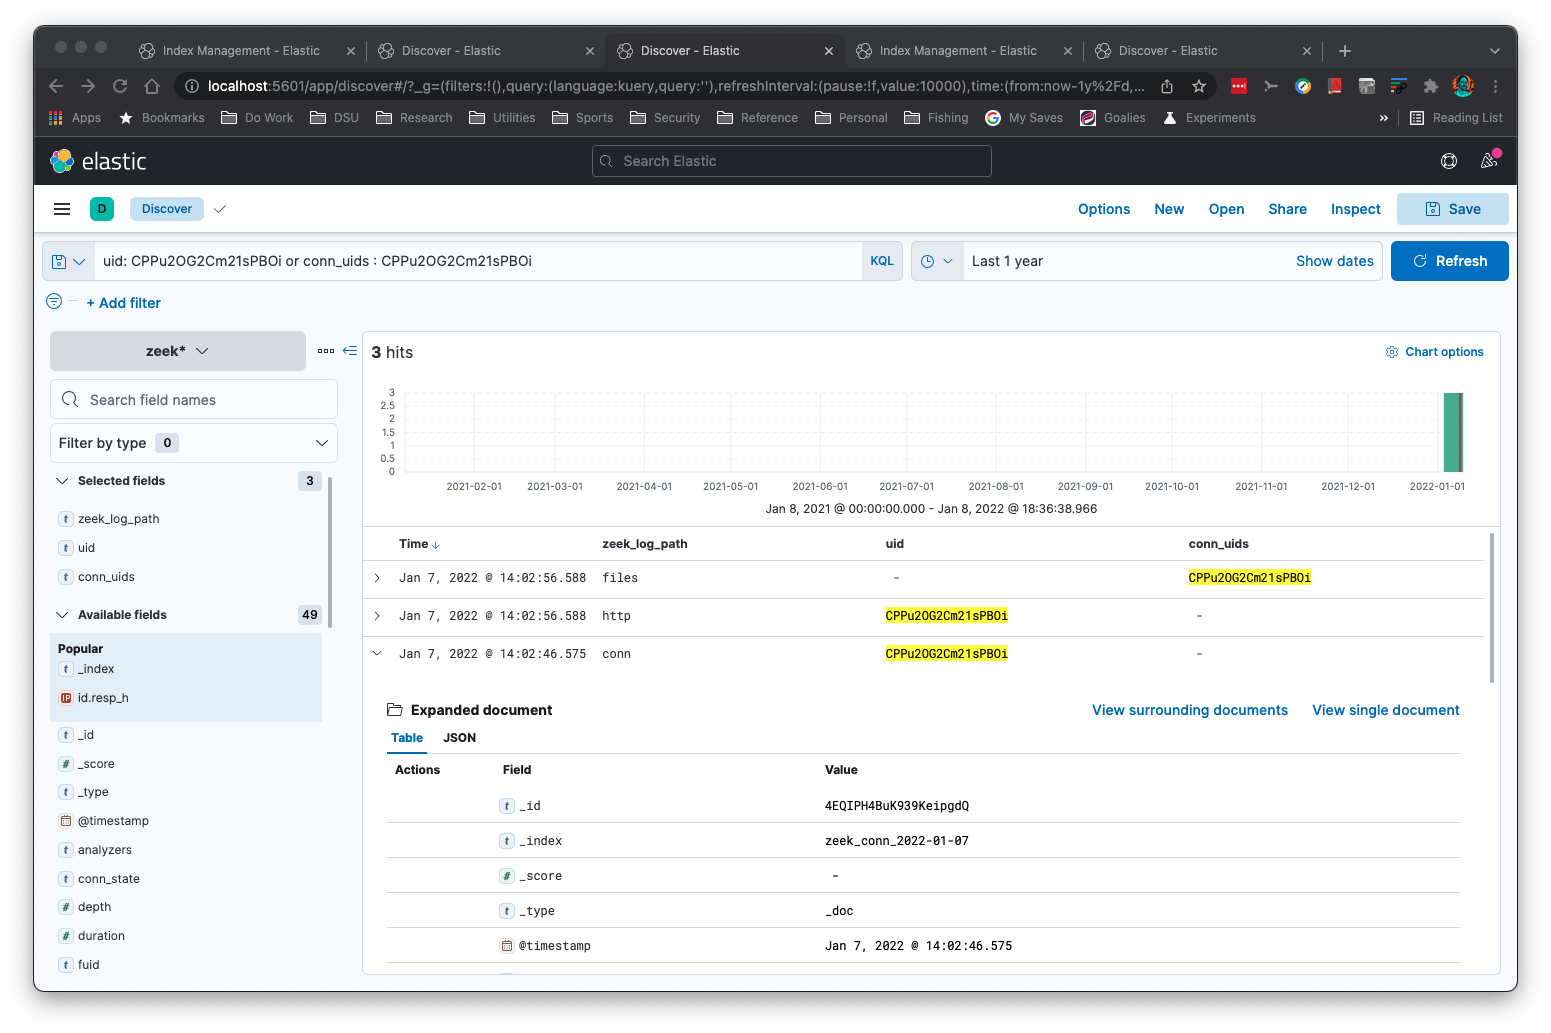 Index Management - Elastic
Discover - Elastic
Discover - Elastic
Index Management - Elastic
Discover - Elastic
localhost:5601/app/discover#/?_g=(filters:!(),query:(language:kuery,query:''),refreshInterval:(pause:!f,value:10000),time:(from:now-1y%2Fd,...
Apps Bookmarks Do Work DSU Research Utilities Sports Security Reference Personal Fishing My Saves Goalies Experiments » Reading List
elastic
Search Elastic
D Discover
Options New Open Share Inspect Save
uid: CPPu2OG2Cm21sPBOi or conn_uids : CPPu2OG2Cm21sPBOi KQL
Last 1 year Show dates Refresh
+ Add filter
zeek*
Search field names
Filter by type 0
Selected fields 3
t zeek_log_path
t uid
t conn_uids
Available fields 49
Popular
t _index
IP id.resp_h
t _id
# _score
t _type
@timestamp
t analyzers
t conn_state
# depth
# duration
t fuid
3 hits
Chart options
3
2.5
2
1.5
1
0.5
0
2021-02-01 2021-03-01 2021-04-01 2021-05-01 2021-06-01 2021-07-01 2021-08-01 2021-09-01 2021-10-01 2021-11-01 2021-12-01 2022-01-01
Jan 8, 2021 @ 00:00:00.000 - Jan 8, 2022 @ 18:36:38.966
Time zeek_log_path uid conn_uids
Jan 7, 2022 @ 14:02:56.588 files - CPPu2OG2Cm21sPBOi
Jan 7, 2022 @ 14:02:56.588 http CPPu2OG2Cm21sPBOi -
Jan 7, 2022 @ 14:02:46.575 conn CPPu2OG2Cm21sPBOi -
Expanded document
View surrounding documents View single document
Table JSON
Actions Field Value
t _id 4EQIPH4BuK939KeipgdQ
t _index zeek_conn_2022-01-07
# _score -
t _type _doc
@timestamp Jan 7, 2022 @ 14:02:46.575